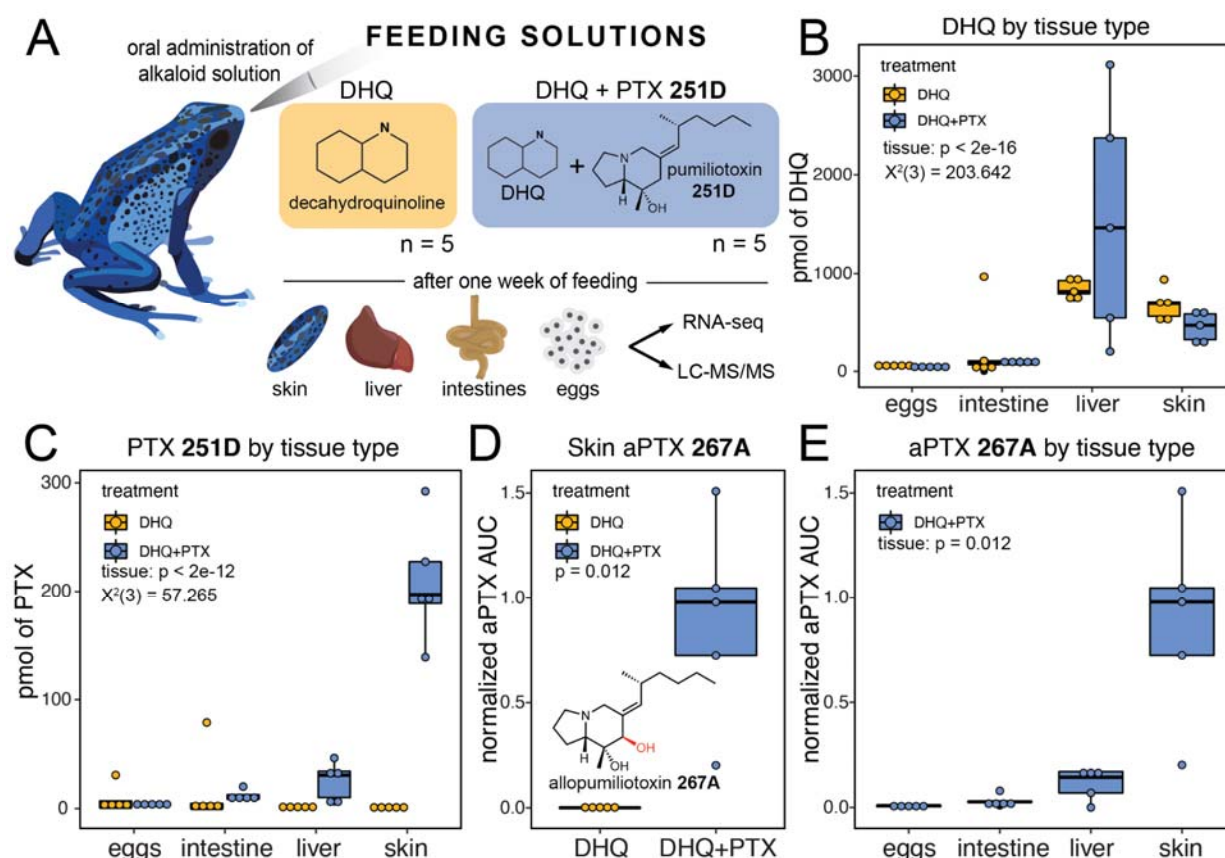 A
oral administration of
alkaloid solution
FEEDING SOLUTIONS
DHQ
N
decahydroquinoline
n = 5
DHQ + PTX 251D
N
DHQ
+
N
H
OH
pumiliotoxin
251D
n = 5
after one week of feeding
skin
liver
intestines
eggs
RNA-seq
LC-MS/MS
B
DHQ by tissue type
treatment
DHQ
DHQ+PTX
tissue: p < 2e-16
X²(3) = 203.642
pmol of DHQ
3000
2000
1000
0
eggs
intestine
liver
skin
C
PTX 251D by tissue type
treatment
DHQ
DHQ+PTX
tissue: p < 2e-12
X²(3) = 57.265
pmol of PTX
300
200
100
0
eggs
intestine
liver
skin
D
Skin aPTX 267A
treatment
DHQ
DHQ+PTX
p = 0.012
normalized aPTX AUC
1.5
1.0
0.5
0.0
N
H
OH
OH
allopumiliotoxin 267A
DHQ
DHQ+PTX
E
aPTX 267A by tissue type
treatment
DHQ+PTX
tissue: p = 0.012
normalized aPTX AUC
1.5
1.0
0.5
0.0
eggs
intestine
liver
skin